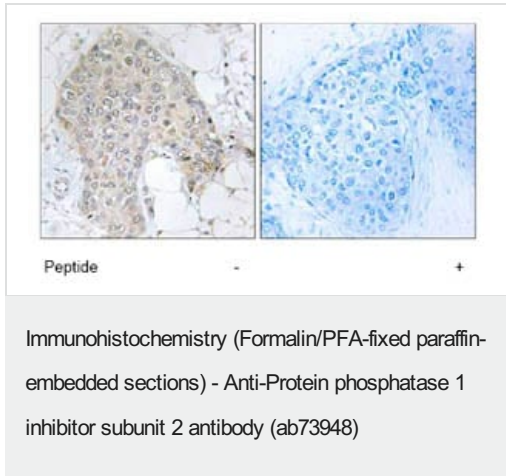 Peptide - +
Immunohistochemistry (Formalin/PFA-fixed paraffin-
embedded sections) - Anti-Protein phosphatase 1
inhibitor subunit 2 antibody (ab73948)